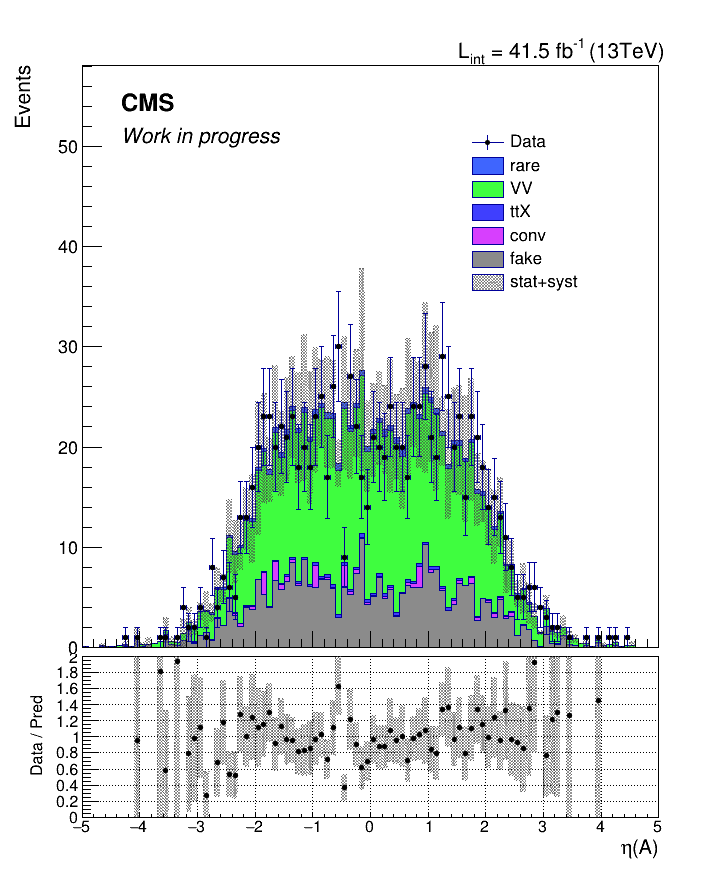 L_int = 41.5 fb^-1 (13TeV)
Events
CMS
Work in progress
Data
rare
VV
ttX
conv
fake
stat+syst
50
40
30
20
10
0
Data / Pred
2
1.8
1.6
1.4
1.2
1
0.8
0.6
0.4
0.2
0
−5 −4 −3 −2 −1 0 1 2 3 4 5
η(A)